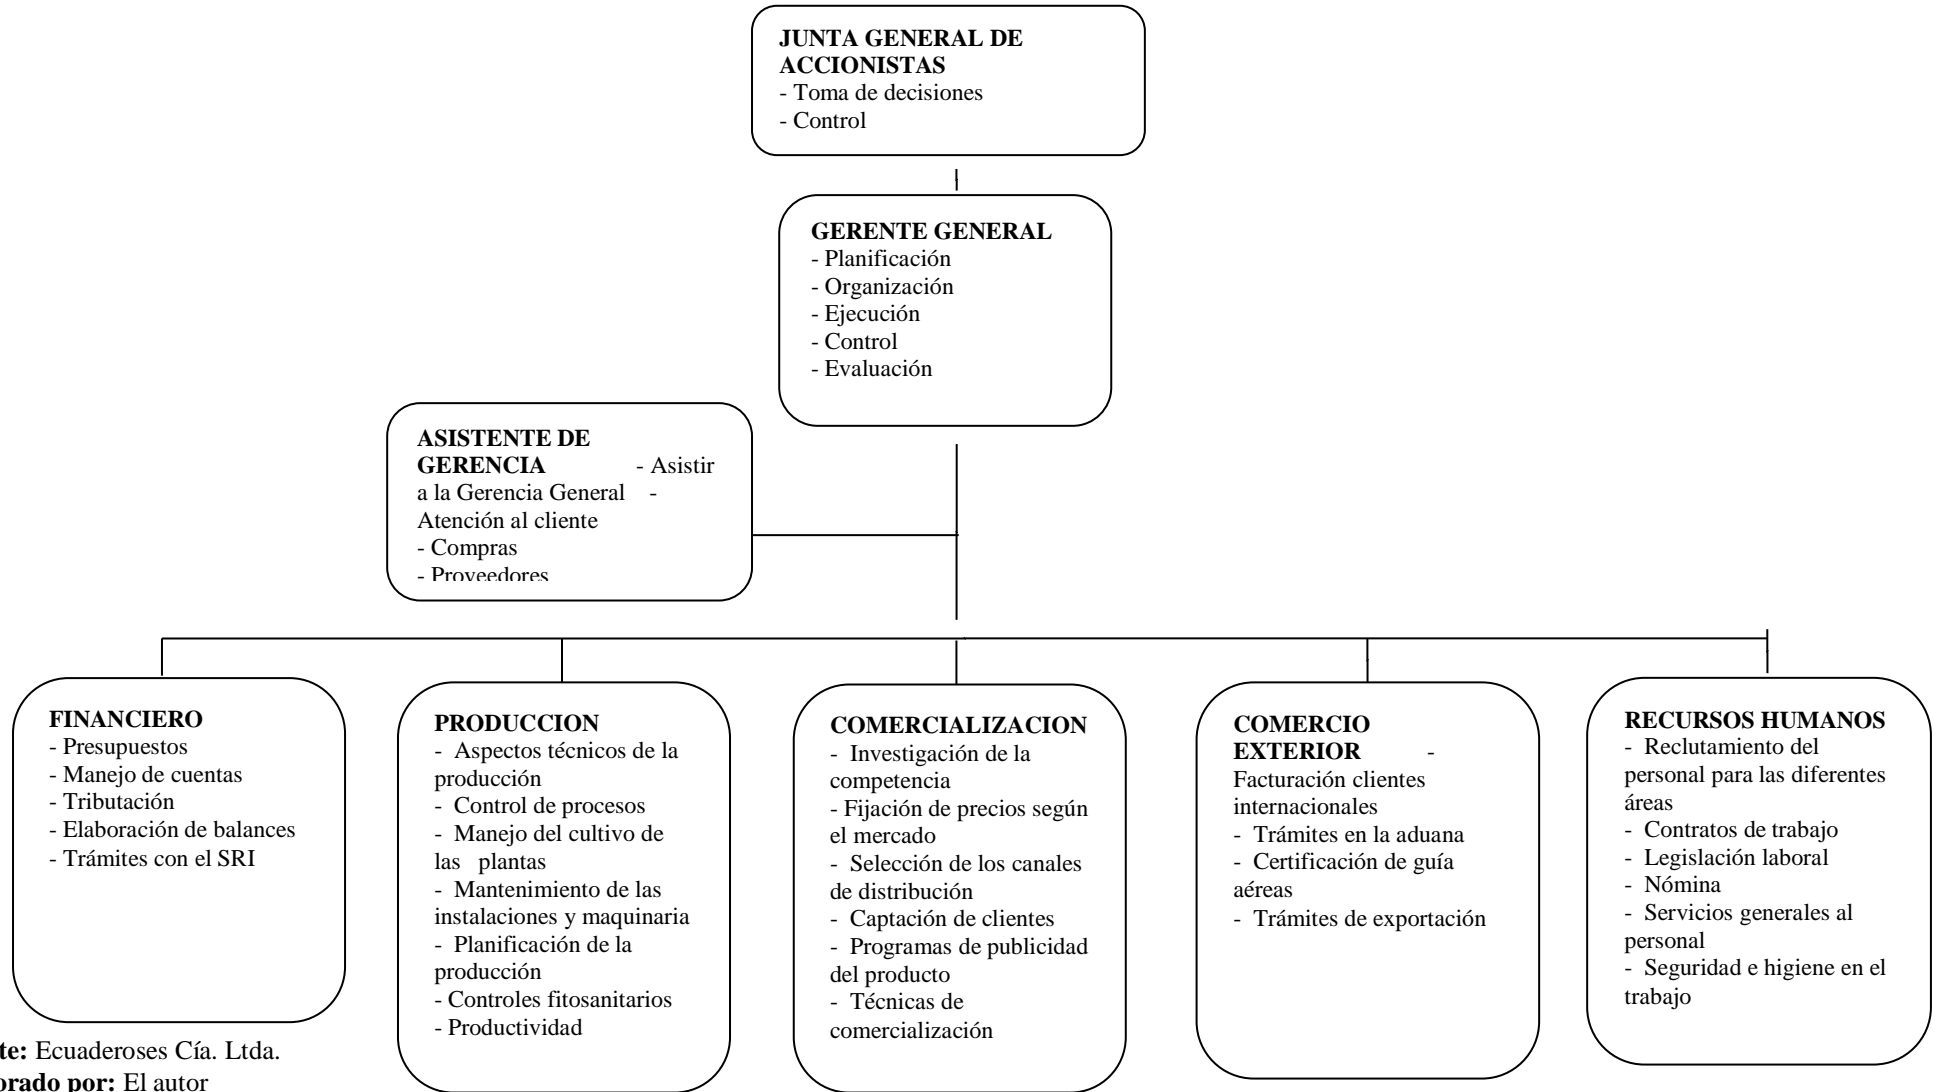 JUNTA GENERAL DE
ACCIONISTAS
- Toma de decisiones
- Control
GERENTE GENERAL
- Planificación
- Organización
- Ejecución
- Control
- Evaluación
ASISTENTE DE
GERENCIA - Asistir
a la Gerencia General -
Atención al cliente
- Compras
- Proveedores
FINANCIERO
- Presupuestos
- Manejo de cuentas
- Tributación
- Elaboración de balances
- Trámites con el SRI
PRODUCCION
- Aspectos técnicos de la
producción
- Control de procesos
- Manejo del cultivo de
las plantas
- Mantenimiento de las
instalaciones y maquinaria
- Planificación de la
producción
- Controles fitosanitarios
- Productividad
COMERCIALIZACION
- Investigación de la
competencia
- Fijación de precios según
el mercado
- Selección de los canales
de distribución
- Captación de clientes
- Programas de publicidad
del producto
- Técnicas de
comercialización
COMERCIO
EXTERIOR -
Facturación clientes
internacionales
- Trámites en la aduana
- Certificación de guía
aéreas
- Trámites de exportación
RECURSOS HUMANOS
- Reclutamiento del
personal para las diferentes
áreas
- Contratos de trabajo
- Legislación laboral
- Nómina
- Servicios generales al
personal
- Seguridad e higiene en el
trabajo
te: Ecuaderoses Cía. Ltda.
orado por: El autor